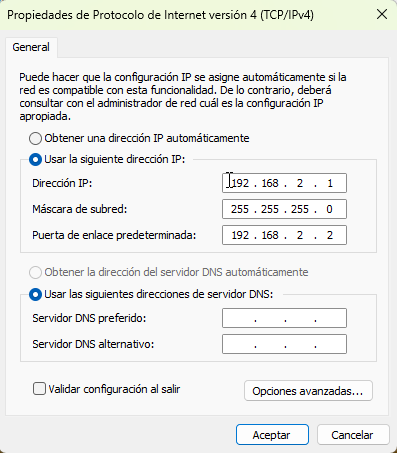 Propiedades de Protocolo de Internet versión 4 (TCP/IPv4)
General
Puede hacer que la configuración IP se asigne automáticamente si la
red es compatible con esta funcionalidad. De lo contrario, deberá
consultar con el administrador de red cuál es la configuración IP
apropiada.
Obtener una dirección IP automáticamente
Usar la siguiente dirección IP:
Dirección IP: 192 . 168 . 2 . 1
Máscara de subred: 255 . 255 . 255 . 0
Puerta de enlace predeterminada: 192 . 168 . 2 . 2
Obtener la dirección del servidor DNS automáticamente
Usar las siguientes direcciones de servidor DNS:
Servidor DNS preferido: . . .
Servidor DNS alternativo: . . .
Validar configuración al salir
Opciones avanzadas...
Aceptar Cancelar